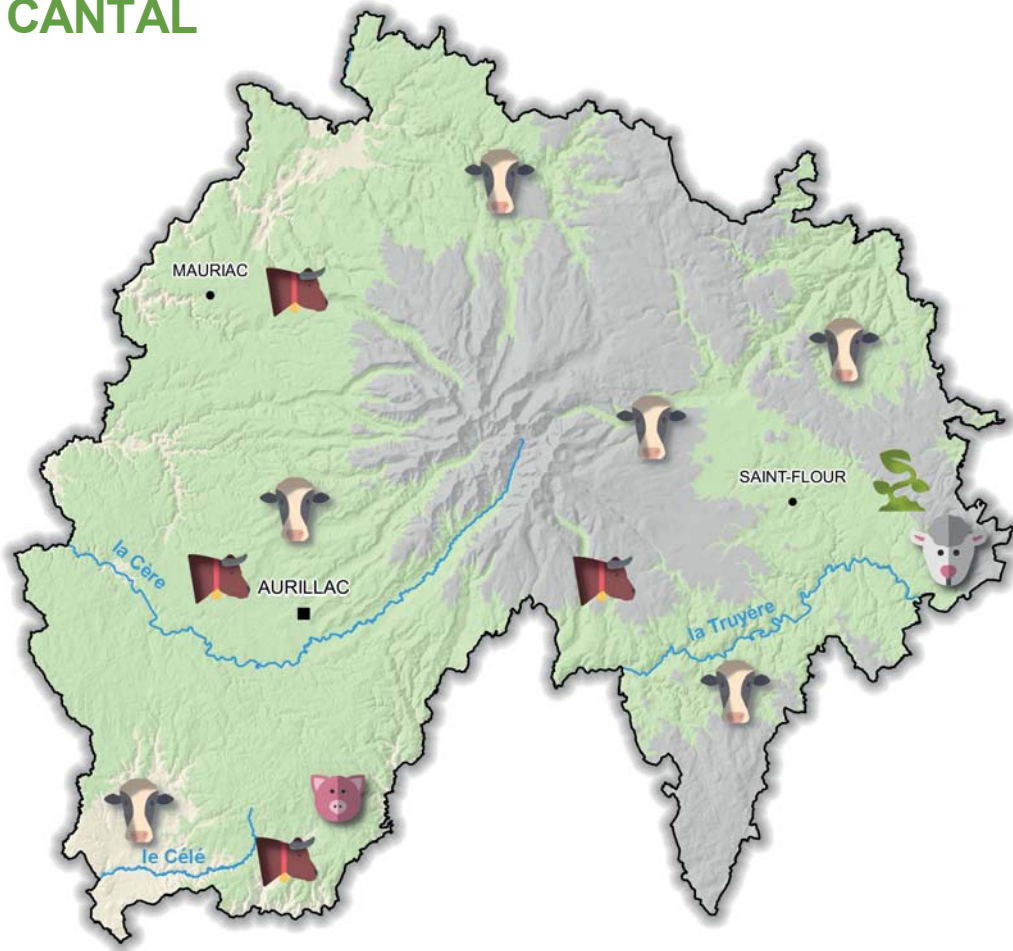 CANTAL
MAURIAC
SAINT-FLOUR
la Cère
AURILLAC
la Truyère
le Célé